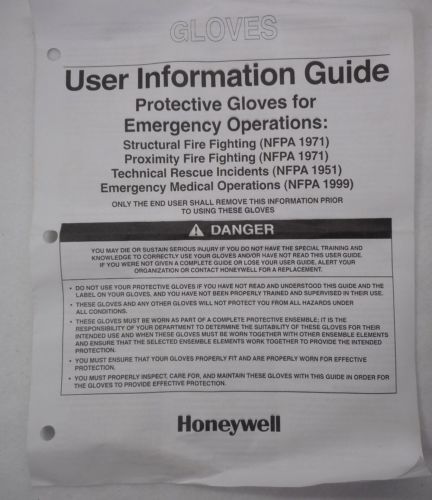 GLOVES
User Information Guide
Protective Gloves for
Emergency Operations:
Structural Fire Fighting (NFPA 1971)
Proximity Fire Fighting (NFPA 1971)
Technical Rescue Incidents (NFPA 1951)
Emergency Medical Operations (NFPA 1999)
ONLY THE END USER SHALL REMOVE THIS INFORMATION PRIOR
TO USING THESE GLOVES
DANGER
YOU MAY DIE OR SUSTAIN SERIOUS INJURY IF YOU DO NOT HAVE THE SPECIAL TRAINING AND
KNOWLEDGE TO CORRECTLY USE YOUR GLOVES AND/OR HAVE NOT READ THIS USER GUIDE.
IF YOU WERE NOT GIVEN A COMPLETE GUIDE OR LOSE YOUR USER GUIDE, ALERT YOUR
ORGANIZATION OR CONTACT HONEYWELL FOR A REPLACEMENT.
• DO NOT USE YOUR PROTECTIVE GLOVES IF YOU HAVE NOT READ AND UNDERSTOOD THIS GUIDE AND THE
LABEL ON YOUR GLOVES, AND YOU HAVE NOT BEEN PROPERLY TRAINED AND SUPERVISED IN THEIR USE.
• THESE GLOVES AND ANY OTHER GLOVES WILL NOT PROTECT YOU FROM ALL HAZARDS UNDER
ALL CONDITIONS.
• THESE GLOVES MUST BE WORN AS PART OF A COMPLETE PROTECTIVE ENSEMBLE; IT IS THE
RESPONSIBILITY OF YOUR DEPARTMENT TO DETERMINE THE SUITABILITY OF THESE GLOVES FOR THEIR
INTENDED USE AND WHEN THESE GLOVES MUST BE WORN TOGETHER WITH OTHER ENSEMBLE ELEMENTS
AND ENSURE THAT THE SELECTED ENSEMBLE ELEMENTS WORK TOGETHER TO PROVIDE THE INTENDED
PROTECTION.
• YOU MUST ENSURE THAT YOUR GLOVES PROPERLY FIT AND ARE PROPERLY WORN FOR EFFECTIVE
PROTECTION.
• YOU MUST PROPERLY INSPECT, CARE FOR, AND MAINTAIN THESE GLOVES WITH THIS GUIDE IN ORDER FOR
THE GLOVES TO PROVIDE EFFECTIVE PROTECTION.
Honeywell